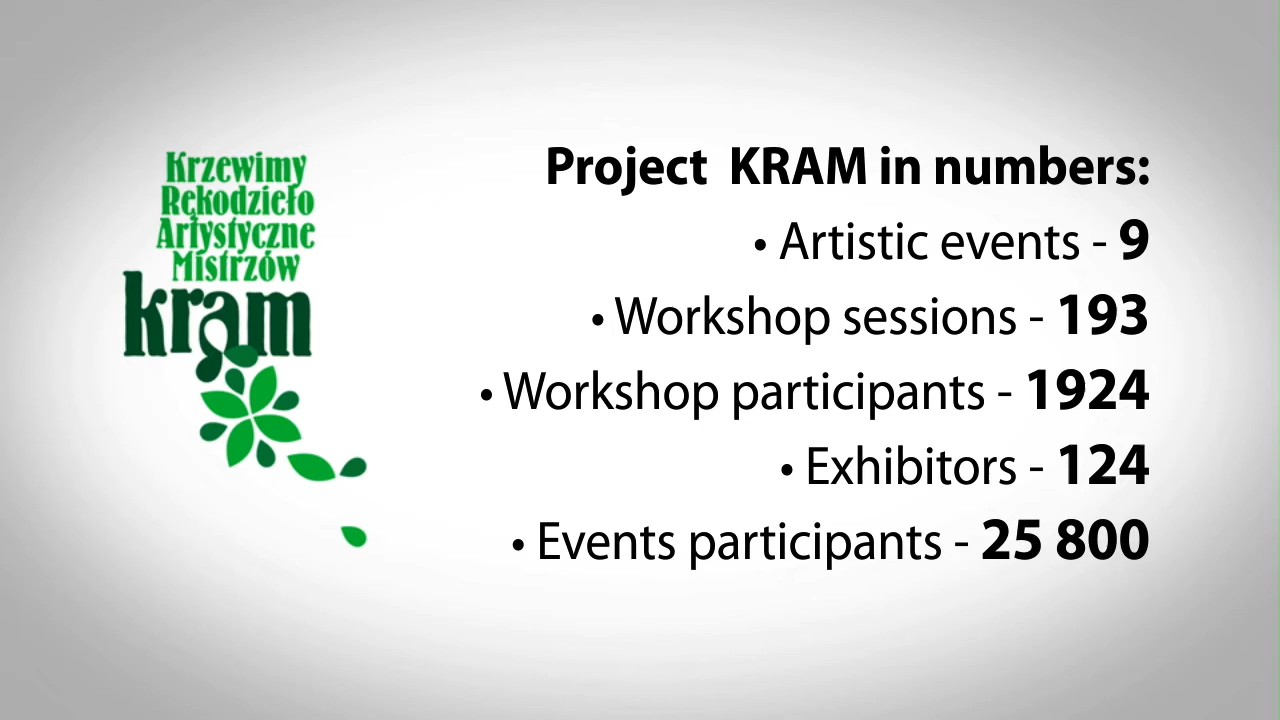 Krzewimy
Rękodzieło
Artystyczne
Mistrzów
kram
Project KRAM in numbers:
• Artistic events - 9
• Workshop sessions - 193
• Workshop participants - 1924
• Exhibitors - 124
• Events participants - 25 800